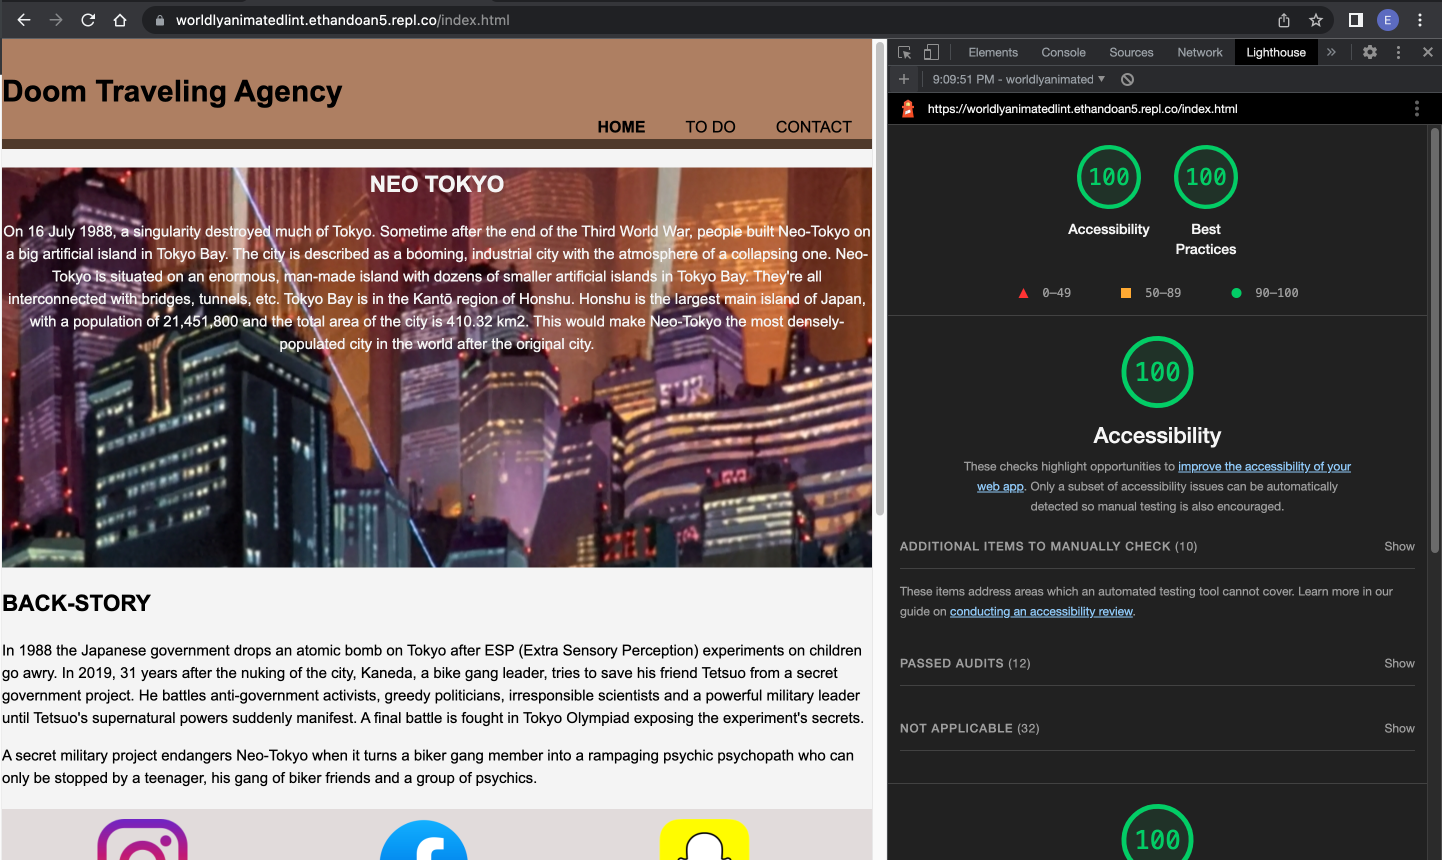 worldlyanimatedlint.ethandoan5.repl.co/index.html
E
Doom Traveling Agency
HOME TO DO CONTACT
NEO TOKYO
On 16 July 1988, a singularity destroyed much of Tokyo. Sometime after the end of the Third World War, people built Neo-Tokyo on
a big artificial island in Tokyo Bay. The city is described as a booming, industrial city with the atmosphere of a collapsing one. Neo-
Tokyo is situated on an enormous, man-made island with dozens of smaller artificial islands in Tokyo Bay. They're all
interconnected with bridges, tunnels, etc. Tokyo Bay is in the Kantō region of Honshu. Honshu is the largest main island of Japan,
with a population of 21,451,800 and the total area of the city is 410.32 km2. This would make Neo-Tokyo the most densely-
populated city in the world after the original city.
BACK-STORY
In 1988 the Japanese government drops an atomic bomb on Tokyo after ESP (Extra Sensory Perception) experiments on children
go awry. In 2019, 31 years after the nuking of the city, Kaneda, a bike gang leader, tries to save his friend Tetsuo from a secret
government project. He battles anti-government activists, greedy politicians, irresponsible scientists and a powerful military leader
until Tetsuo's supernatural powers suddenly manifest. A final battle is fought in Tokyo Olympiad exposing the experiment's secrets.
A secret military project endangers Neo-Tokyo when it turns a biker gang member into a rampaging psychic psychopath who can
only be stopped by a teenager, his gang of biker friends and a group of psychics.
Elements Console Sources Network Lighthouse »
9:09:51 PM - worldlyanimated
https://worldlyanimatedlint.ethandoan5.repl.co/index.html
100 100
Accessibility Best
Practices
0–49 50–89 90–100
100
Accessibility
These checks highlight opportunities to improve the accessibility of your
web app. Only a subset of accessibility issues can be automatically
detected so manual testing is also encouraged.
ADDITIONAL ITEMS TO MANUALLY CHECK (10) Show
These items address areas which an automated testing tool cannot cover. Learn more in our
guide on conducting an accessibility review.
PASSED AUDITS (12) Show
NOT APPLICABLE (32) Show
100